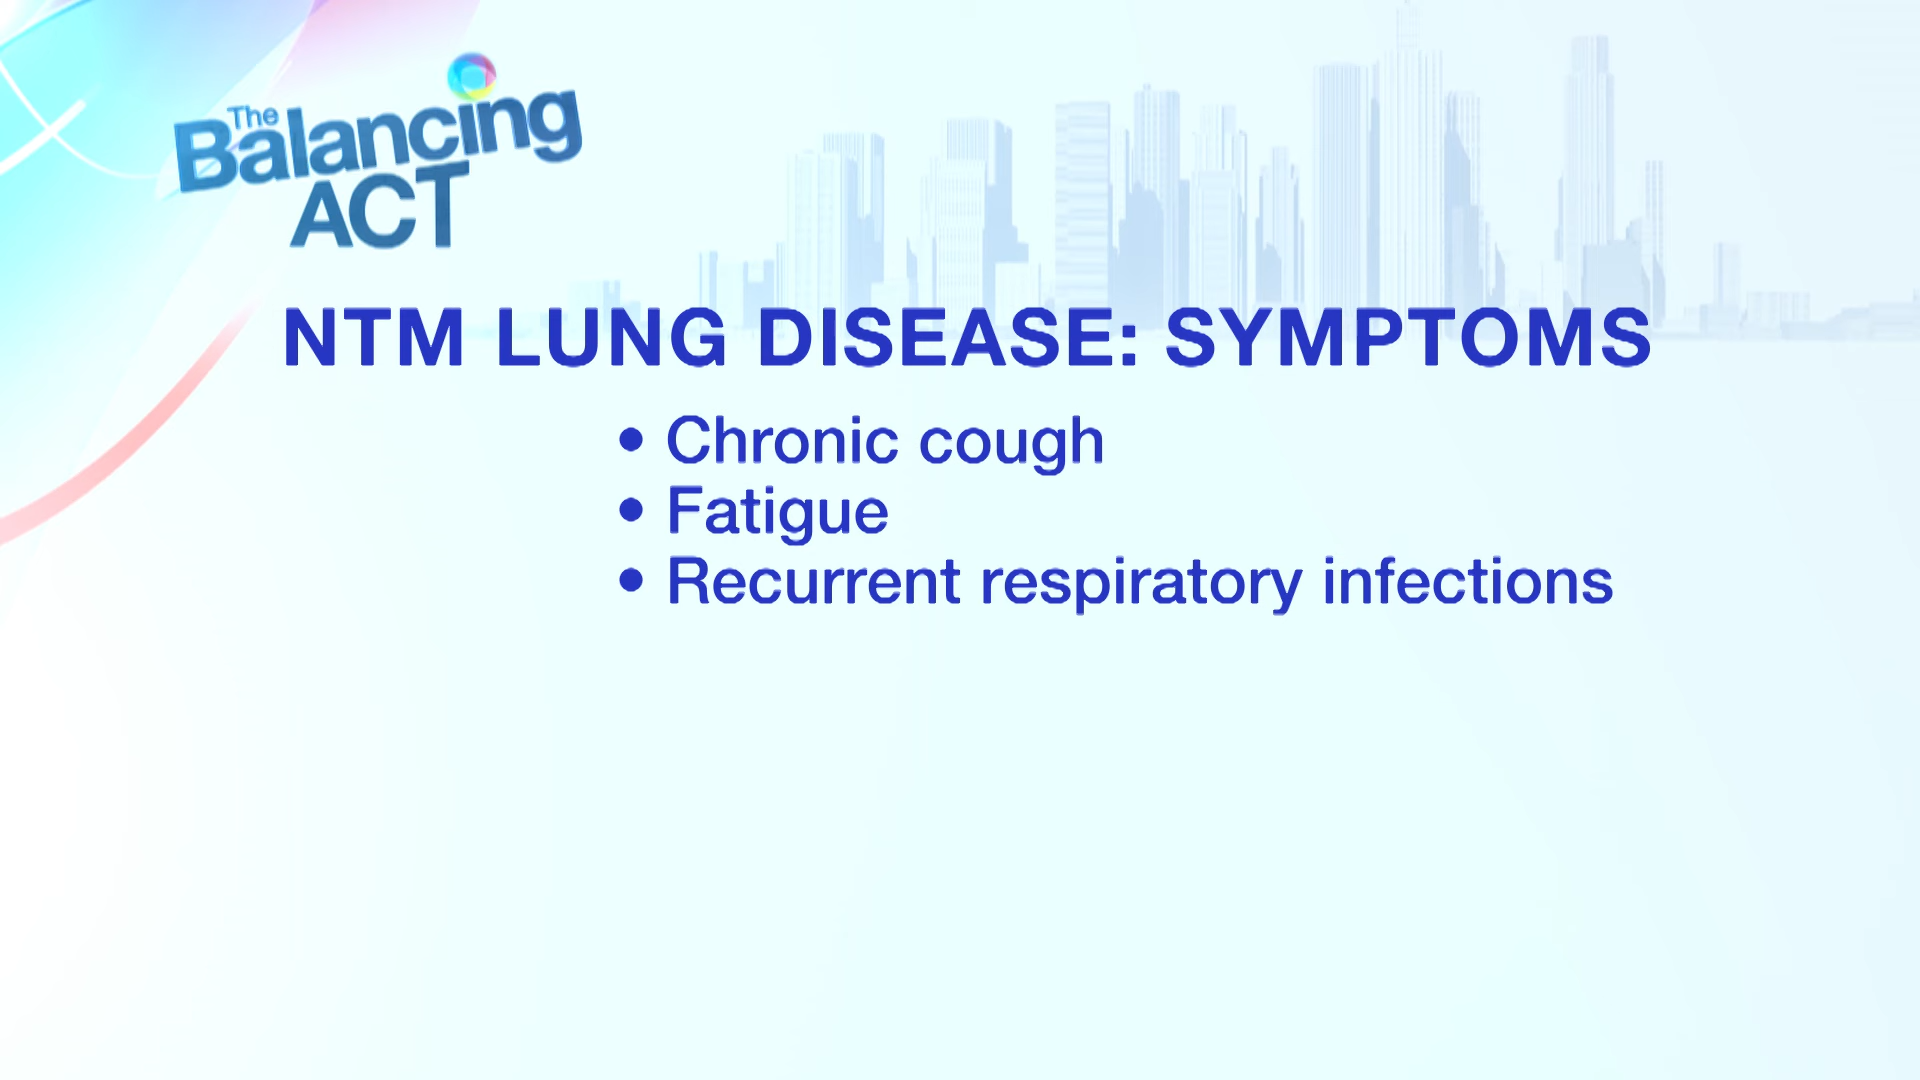 The
Balancing
ACT
NTM LUNG DISEASE: SYMPTOMS
• Chronic cough
• Fatigue
• Recurrent respiratory infections